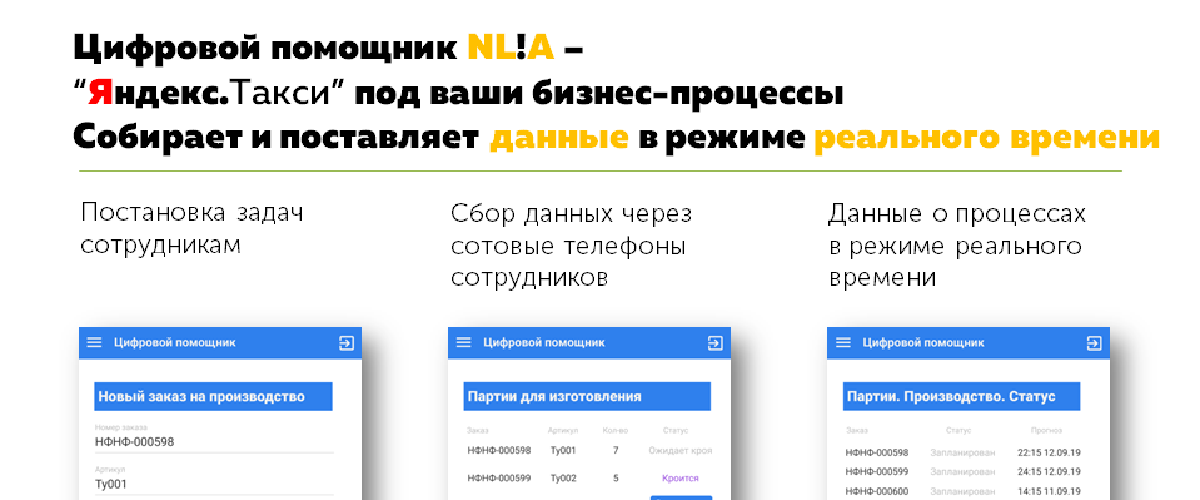 Цифровой помощник NL!A –
“Яндекс.Такси” под ваши бизнес-процессы
Собирает и поставляет данные в режиме реального времени
Постановка задач
сотрудникам
Сбор данных через
сотовые телефоны
сотрудников
Данные о процессах
в режиме реального
времени
Цифровой помощник
Новый заказ на производство
Номер заказа
НФНФ-000598
Артикул
Ту001
Цифровой помощник
Партии для изготовления
Заказ Артикул Кол-во Статус
НФНФ-000598 Ту001 7 Ожидает крол
НФНФ-000599 Ту002 5 Кроится
Цифровой помощник
Партии. Производство. Статус
Заказ Статус Прогноз
НФНФ-000598 Запланирован 22:15 12.09.19
НФНФ-000599 Запланирован 24:15 12.09.19
НФНФ-000600 Запланирован 14:15 11.09.19